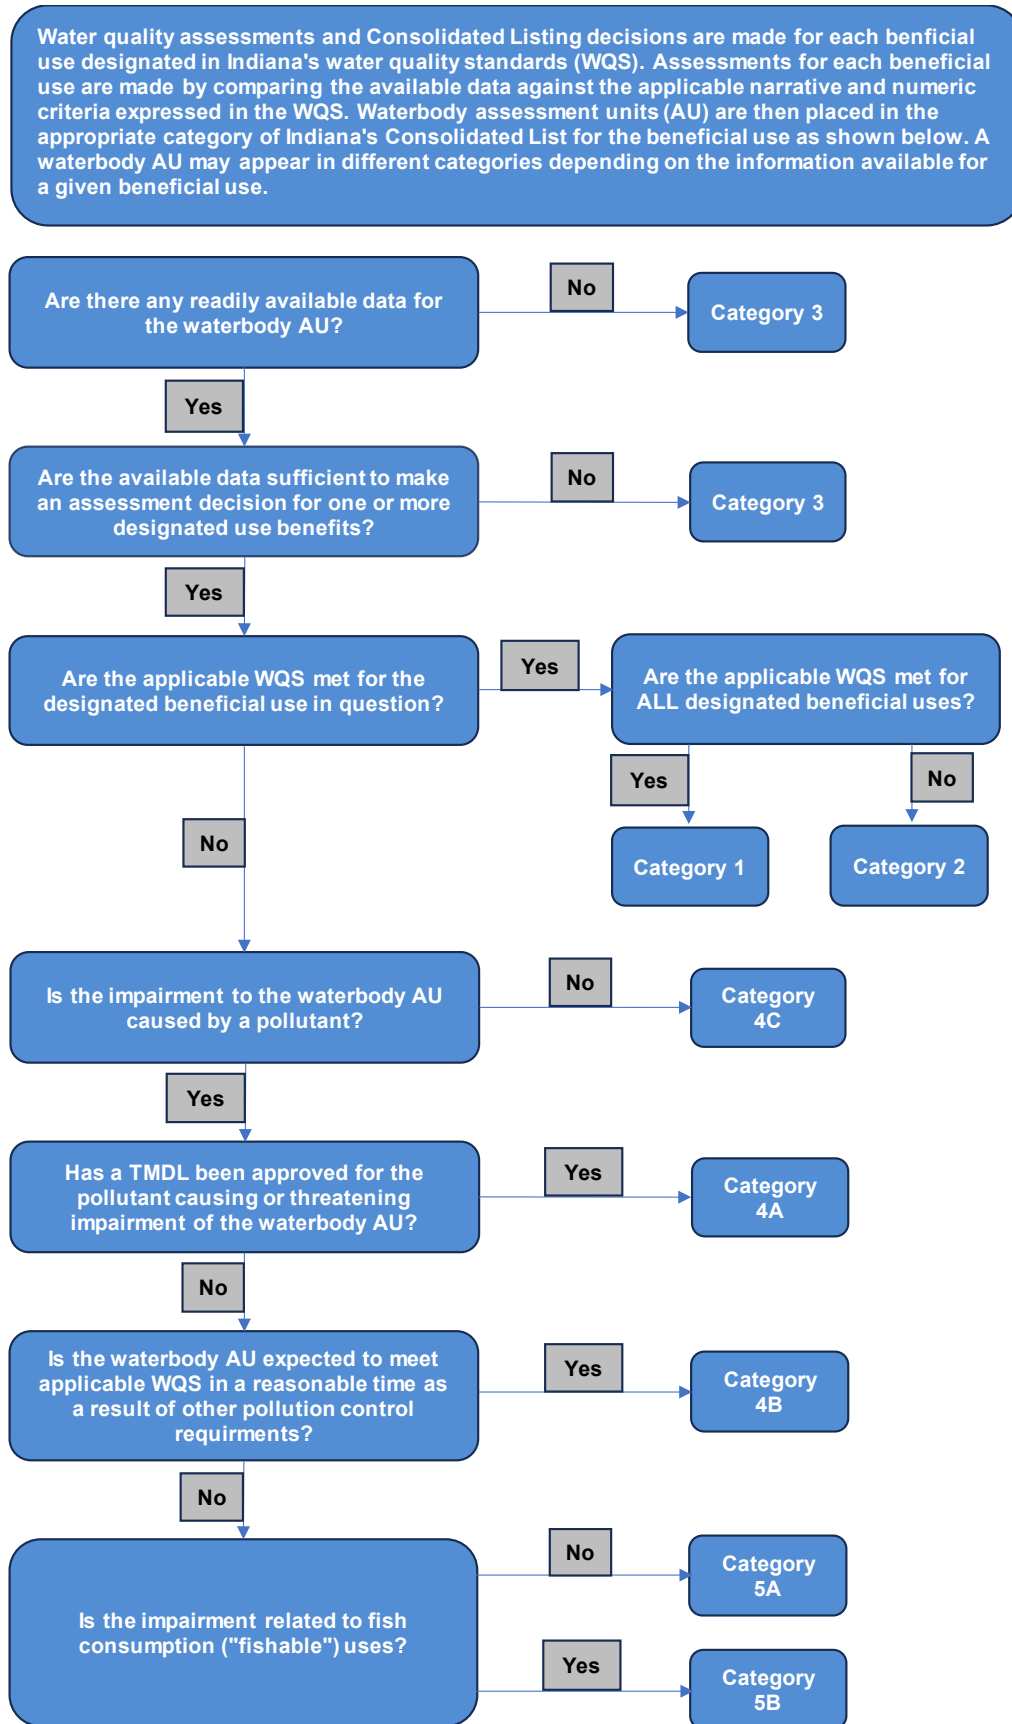 Water quality assessments and Consolidated Listing decisions are made for each benficial
use designated in Indiana's water quality standards (WQS). Assessments for each beneficial
use are made by comparing the available data against the applicable narrative and numeric
criteria expressed in the WQS. Waterbody assessment units (AU) are then placed in the
appropriate category of Indiana's Consolidated List for the beneficial use as shown below. A
waterbody AU may appear in different categories depending on the information available for
a given beneficial use.
Are there any readily available data for
the waterbody AU?
No
Category 3
Yes
Are the available data sufficient to make
an assessment decision for one or more
designated use benefits?
No
Category 3
Yes
Are the applicable WQS met for the
designated beneficial use in question?
Yes
Are the applicable WQS met for
ALL designated beneficial uses?
Yes
No
Category 1
Category 2
No
Is the impairment to the waterbody AU
caused by a pollutant?
No
Category
4C
Yes
Has a TMDL been approved for the
pollutant causing or threatening
impairment of the waterbody AU?
Yes
Category
4A
No
Is the waterbody AU expected to meet
applicable WQS in a reasonable time as
a result of other pollution control
requirments?
Yes
Category
4B
No
Is the impairment related to fish
consumption ("fishable") uses?
No
Category
5A
Yes
Category
5B